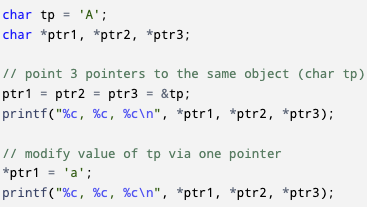 char tp = 'A';
char *ptr1, *ptr2, *ptr3;
// point 3 pointers to the same object (char tp)
ptr1 = ptr2 = ptr3 = &tp;
printf("%c, %c, %c\n", *ptr1, *ptr2, *ptr3);
// modify value of tp via one pointer
*ptr1 = 'a';
printf("%c, %c, %c\n", *ptr1, *ptr2, *ptr3);